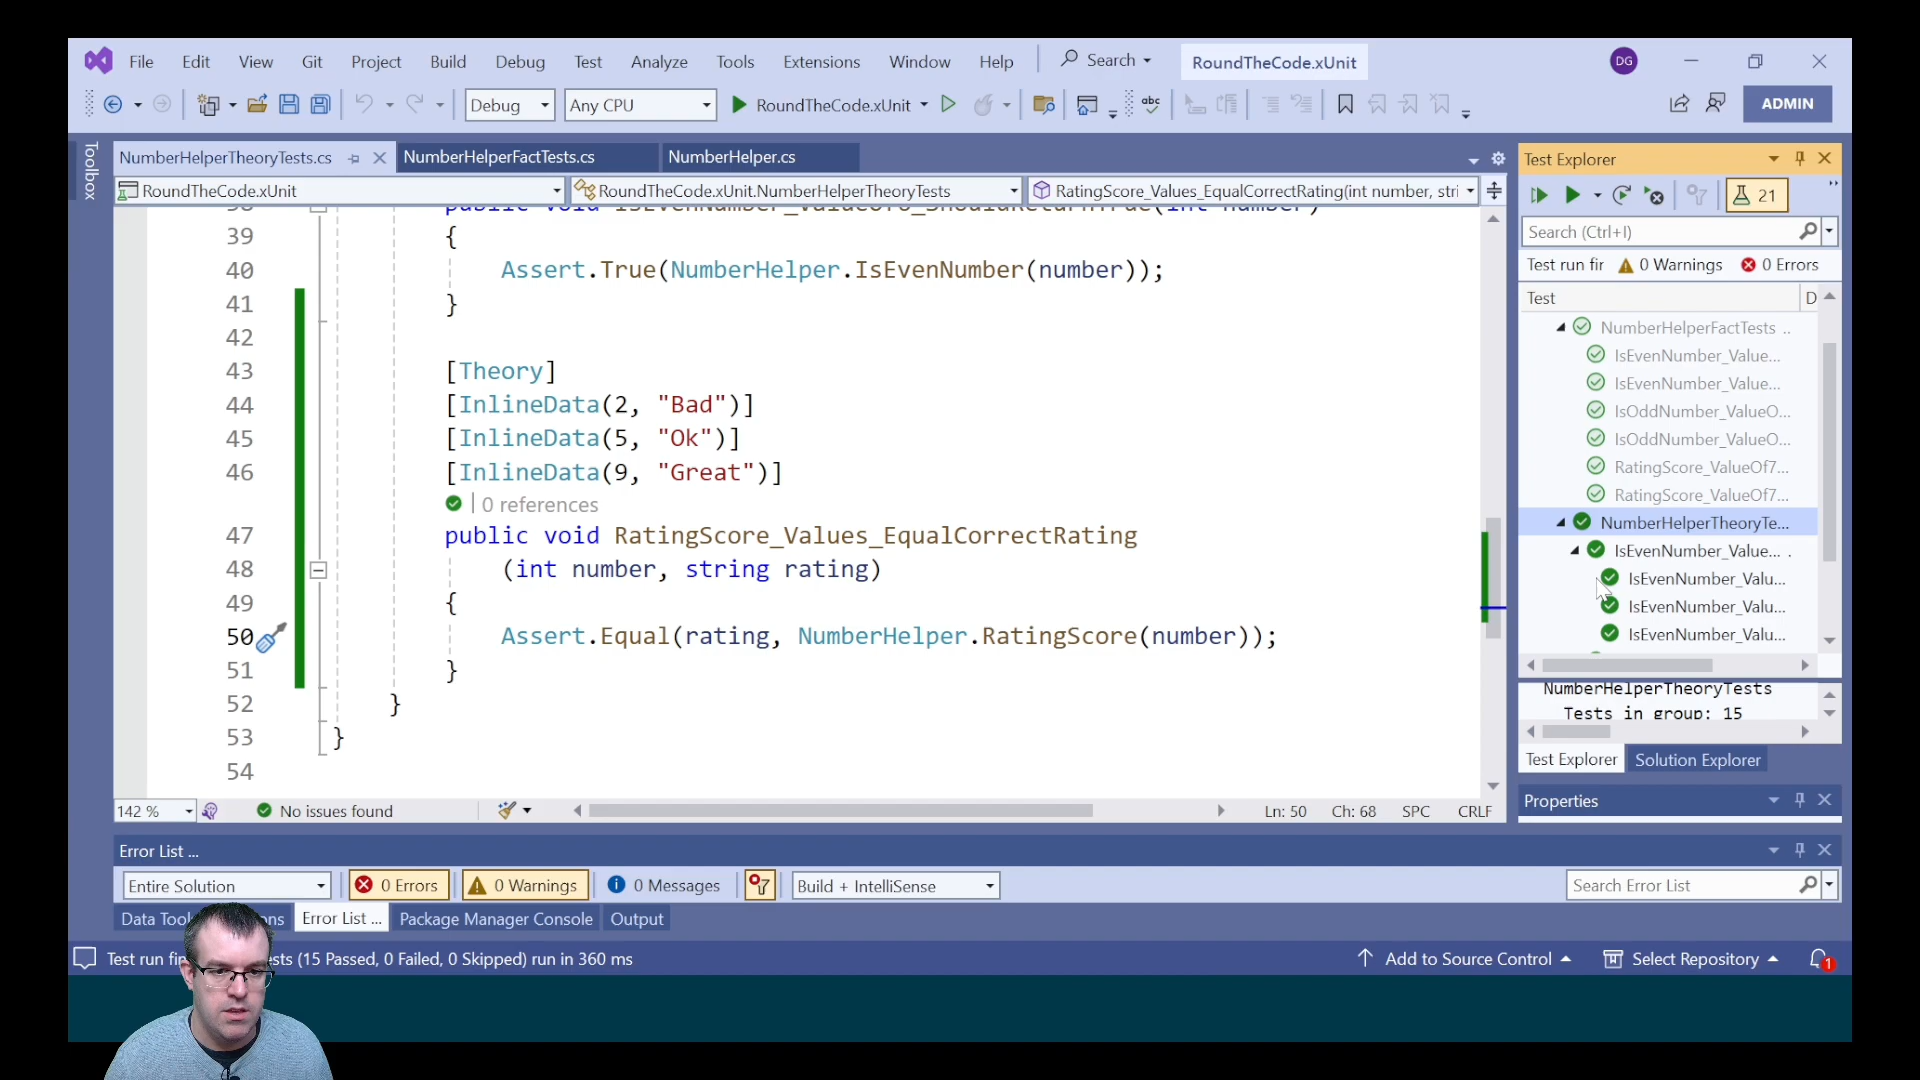 File Edit View Git Project Build Debug Test Analyze Tools Extensions Window Help Search RoundTheCode.xUnit DG
Debug Any CPU RoundTheCode.xUnit abc ADMIN
Toolbox
NumberHelperTheoryTests.cs NumberHelperFactTests.cs NumberHelper.cs
RoundTheCode.xUnit RoundTheCode.xUnit.NumberHelperTheoryTests RatingScore_Values_EqualCorrectRating(int number, stri
39 {
40 Assert.True(NumberHelper.IsEvenNumber(number));
41 }
42
43 [Theory]
44 [InlineData(2, "Bad")]
45 [InlineData(5, "Ok")]
46 [InlineData(9, "Great")]
0 references
47 public void RatingScore_Values_EqualCorrectRating
48 (int number, string rating)
49 {
50 Assert.Equal(rating, NumberHelper.RatingScore(number));
51 }
52 }
53 }
54
142 % No issues found Ln: 50 Ch: 68 SPC CRLF
Test Explorer
21
Search (Ctrl+I)
Test run fir 0 Warnings 0 Errors
Test D
NumberHelperFactTests ..
IsEvenNumber_Value...
IsEvenNumber_Value...
IsOddNumber_ValueO...
IsOddNumber_ValueO...
RatingScore_ValueOf7...
RatingScore_ValueOf7...
NumberHelperTheoryTe...
IsEvenNumber_Value... .
IsEvenNumber_Valu...
IsEvenNumber_Valu...
IsEvenNumber_Valu...
NumberHelperTheoryTests
Tests in group: 15
Test Explorer Solution Explorer
Properties
Error List ...
Entire Solution 0 Errors 0 Warnings 0 Messages Build + IntelliSense Search Error List
Data Tool ns Error List ... Package Manager Console Output
Test run fi sts (15 Passed, 0 Failed, 0 Skipped) run in 360 ms Add to Source Control Select Repository 1